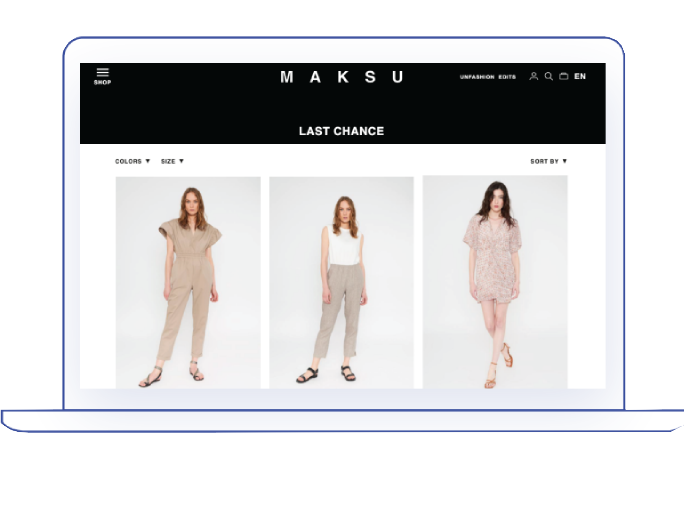 SHOP
M A K S U
UNFASHION EDITS
EN
LAST CHANCE
COLORS ▼ SIZE ▼
SORT BY ▼